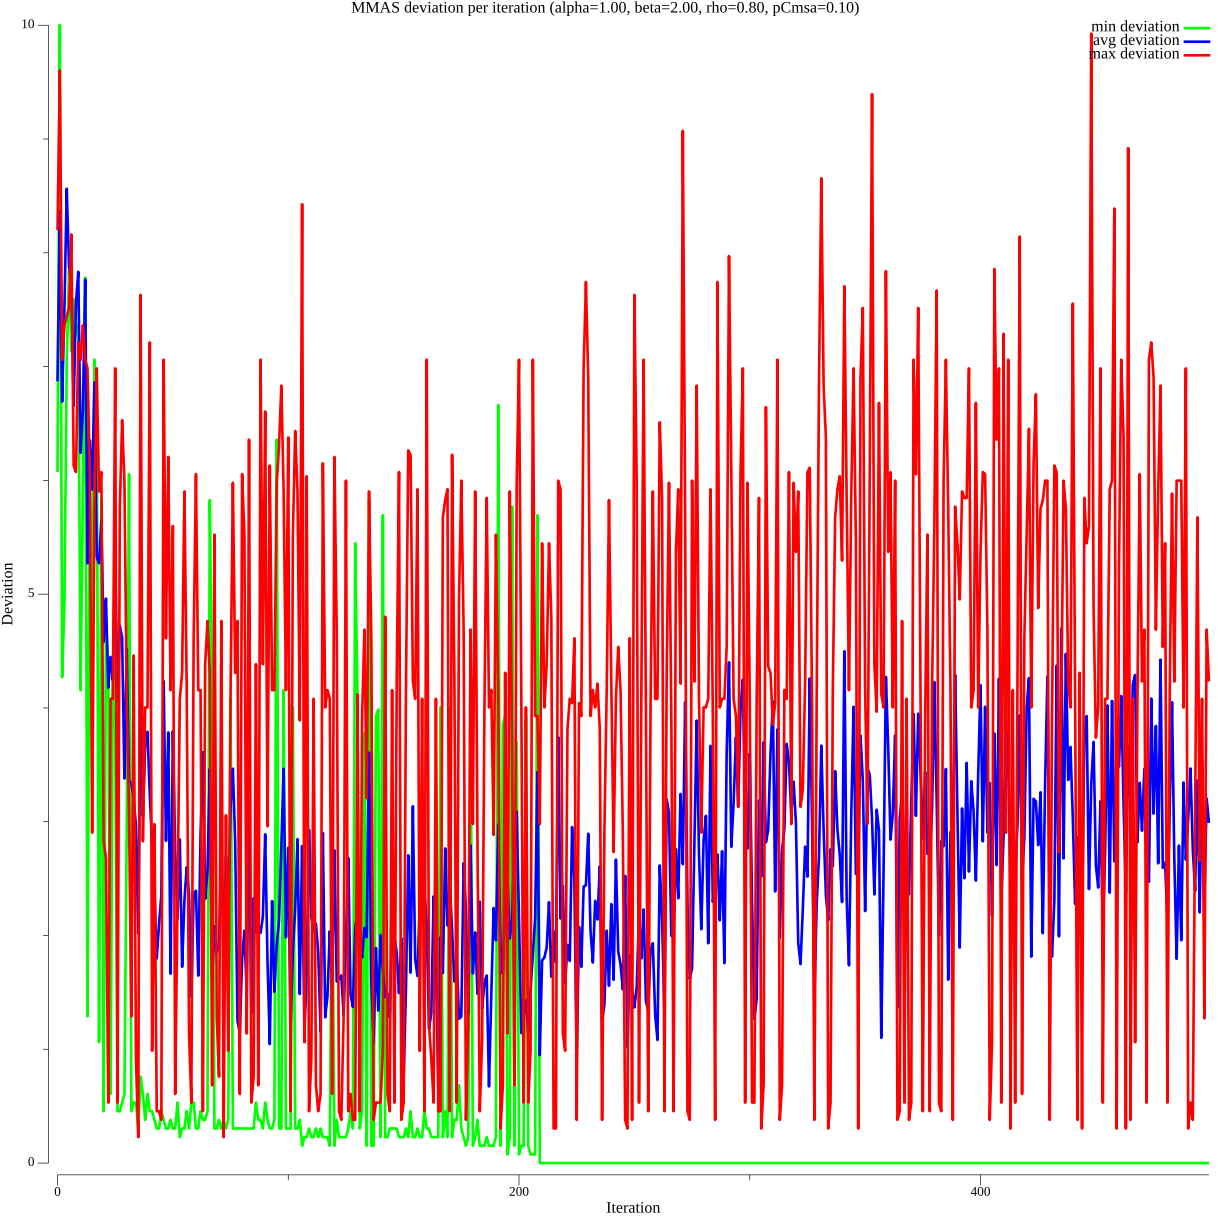 MMAS deviation per iteration (alpha=1.00, beta=2.00, rho=0.80, pCmsa=0.10)
min deviation
avg deviation
max deviation
10
5
0
Deviation
0
200
400
Iteration